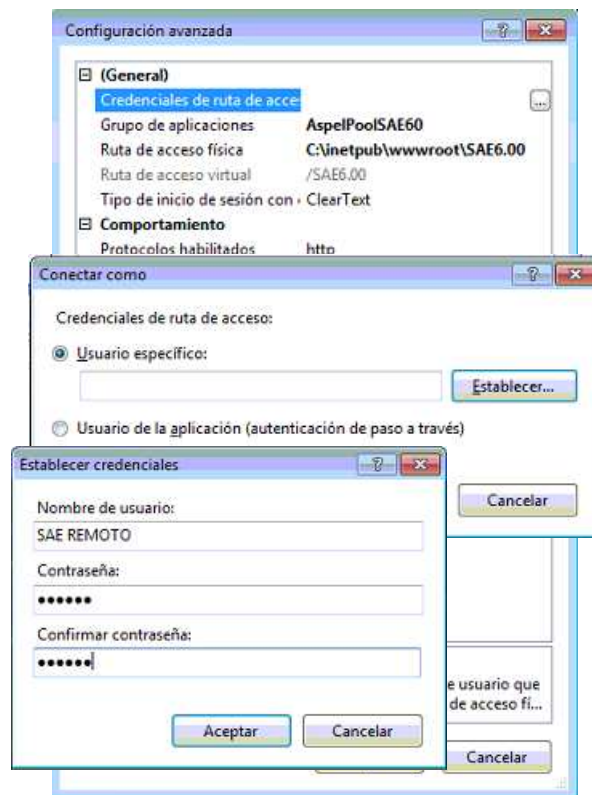 Configuración avanzada
(General)
Credenciales de ruta de acce
Grupo de aplicaciones AspelPoolSAE60
Ruta de acceso física C:\inetpub\wwwroot\SAE6.00
Ruta de acceso virtual /SAE6.00
Tipo de inicio de sesión con ClearText
Comportamiento
Protocolos habilitados http
Conectar como
Credenciales de ruta de acceso:
Usuario específico:
Establecer...
Usuario de la aplicación (autenticación de paso a través)
Cancelar
Establecer credenciales
Nombre de usuario:
SAE REMOTO
Contraseña:
••••••
Confirmar contraseña:
••••••
Aceptar Cancelar
e usuario que
de acceso fí...
Cancelar